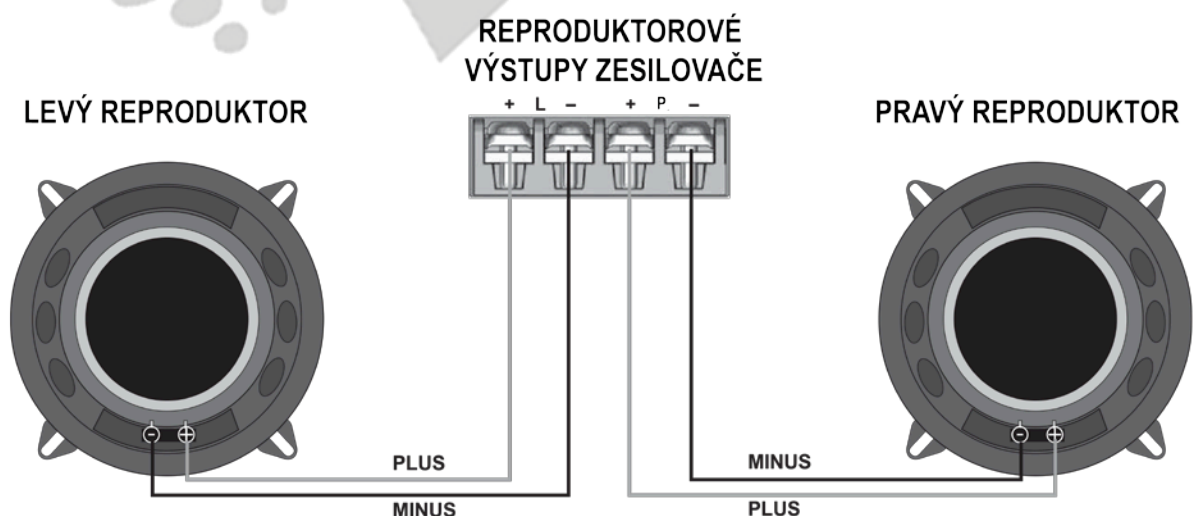 REPRODUKTOROVÉ
VÝSTUPY ZESILOVAČE
+ L - + P -
LEVÝ REPRODUKTOR
PRAVÝ REPRODUKTOR
- +
- +
PLUS
MINUS
MINUS
PLUS